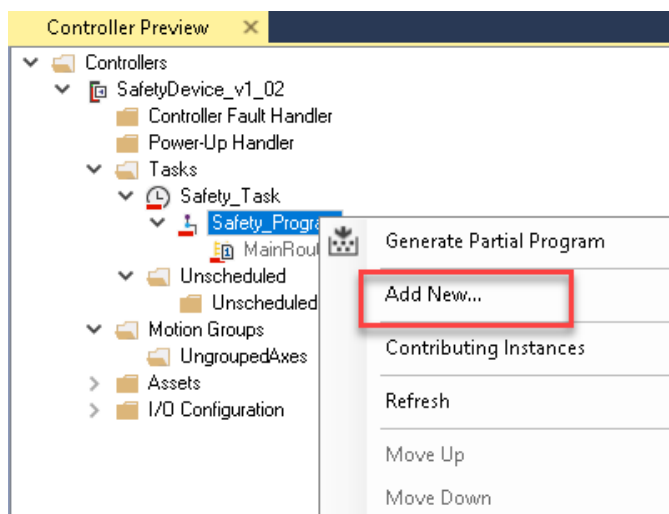 Controller Preview
Controllers
SafetyDevice_v1_02
Controller Fault Handler
Power-Up Handler
Tasks
Safety_Task
Safety_Progra
MainRout
Unscheduled
Unscheduled
Motion Groups
UngroupedAxes
Assets
I/O Configuration
Generate Partial Program
Add New...
Contributing Instances
Refresh
Move Up
Move Down